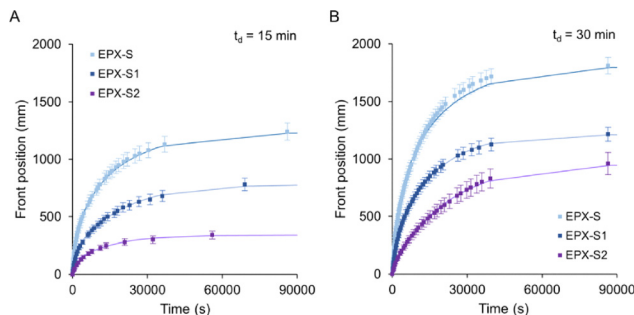 A
t_d = 15 min
2000
1500
1000
500
0
Front position (mm)
EPX-S
EPX-S1
EPX-S2
0
30000
60000
90000
Time (s)
B
t_d = 30 min
2000
1500
1000
500
0
Front position (mm)
EPX-S
EPX-S1
EPX-S2
0
30000
60000
90000
Time (s)